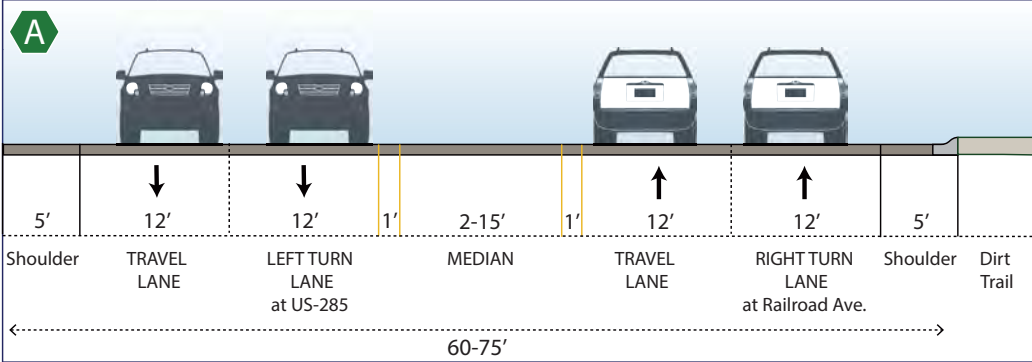 A
5’ 12’ 12’ 1’ 2-15’ 1’ 12’ 12’ 5’
Shoulder TRAVEL LEFT TURN MEDIAN TRAVEL RIGHT TURN Shoulder Dirt
LANE LANE LANE LANE Trail
at US-285 at Railroad Ave.
60-75’